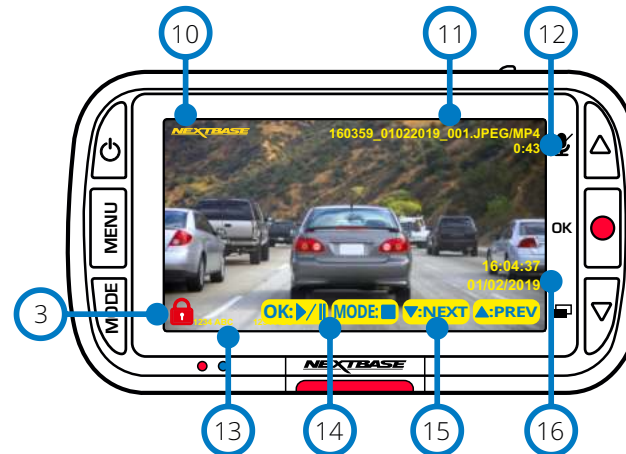 10
11
12
NEXTBASE
160359_01022019_001.JPEG/MP4
0:43
MENU
OK
16:04:37
01/02/2019
MODE
3
OK: / MODE: :NEXT :PREV
NEXTBASE
13
14
15
16